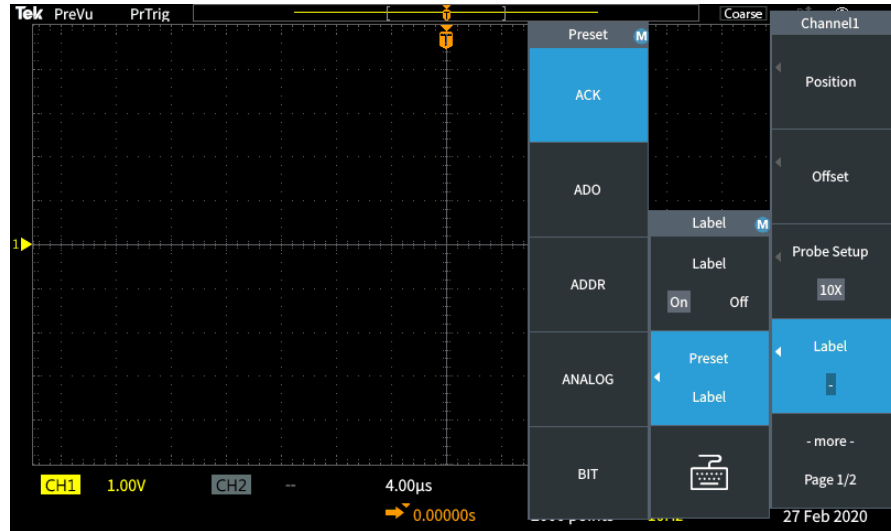 Tek PreVu PrTrig
Coarse
T
T
1
Preset M
ACK
ADO
ADDR
ANALOG
BIT
Label M
Label
On Off
Preset
Label
Channel1
Position
Offset
Probe Setup
10X
Label
-
- more -
Page 1/2
CH1 1.00V CH2 -- 4.00µs
0.00000s
27 Feb 2020